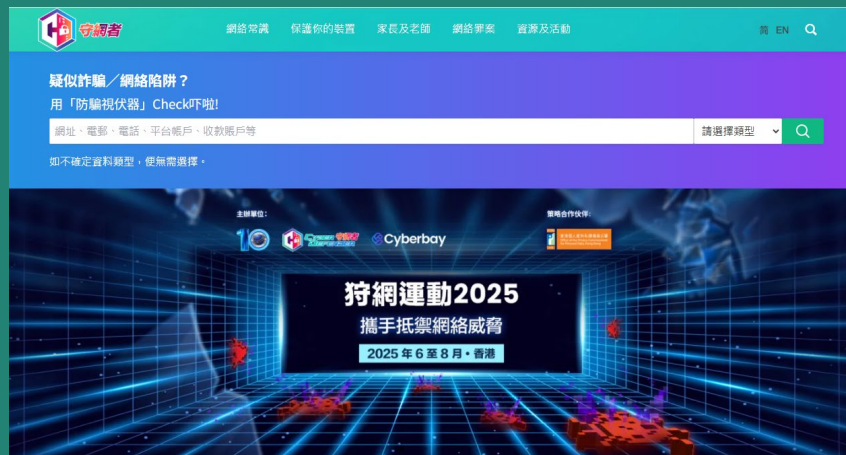 守網者
網絡常識 保護你的裝置 家長及老師 網絡罪案 資源及活動
简 EN
疑似詐騙／網絡陷阱？
用「防騙視伏器」Check吓啦!
網址、電郵、電話、平台帳戶、收款賬戶等
請選擇類型
如不確定資料類型，便無需選擇。
主辦單位：
策略合作伙伴：
10
守網者
Cyberbay
狩網運動2025
攜手抵禦網絡威脅
2025 年 6 至 8 月・香港